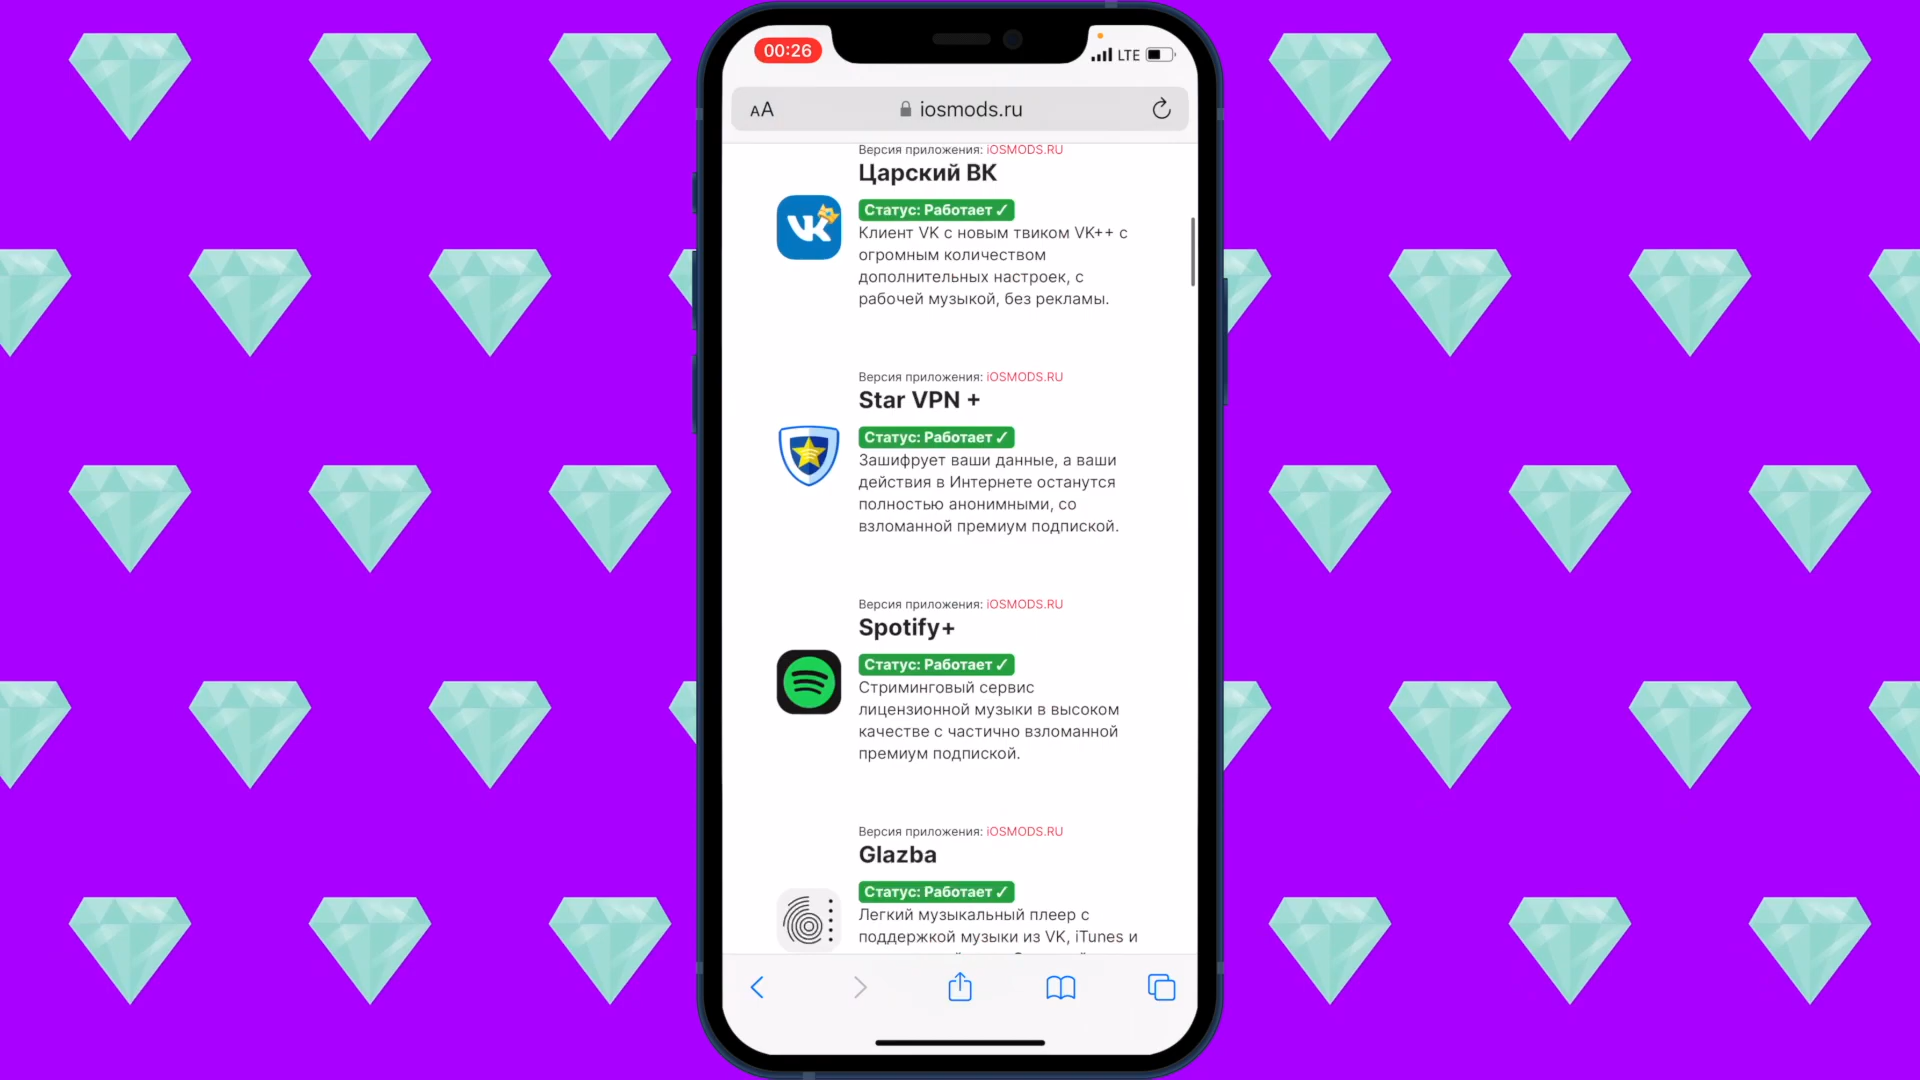 00:26
LTE
AA
iosmods.ru
Версия приложения: iOSMODS.RU
Царский ВК
Статус: Работает ✓
Клиент VK с новым твиком VK++ с
огромным количеством
дополнительных настроек, с
рабочей музыкой, без рекламы.
Версия приложения: iOSMODS.RU
Star VPN +
Статус: Работает ✓
Зашифрует ваши данные, а ваши
действия в Интернете останутся
полностью анонимными, со
взломанной премиум подпиской.
Версия приложения: iOSMODS.RU
Spotify+
Статус: Работает ✓
Стриминговый сервис
лицензионной музыки в высоком
качестве с частично взломанной
премиум подпиской.
Версия приложения: iOSMODS.RU
Glazba
Статус: Работает ✓
Легкий музыкальный плеер с
поддержкой музыки из VK, iTunes и